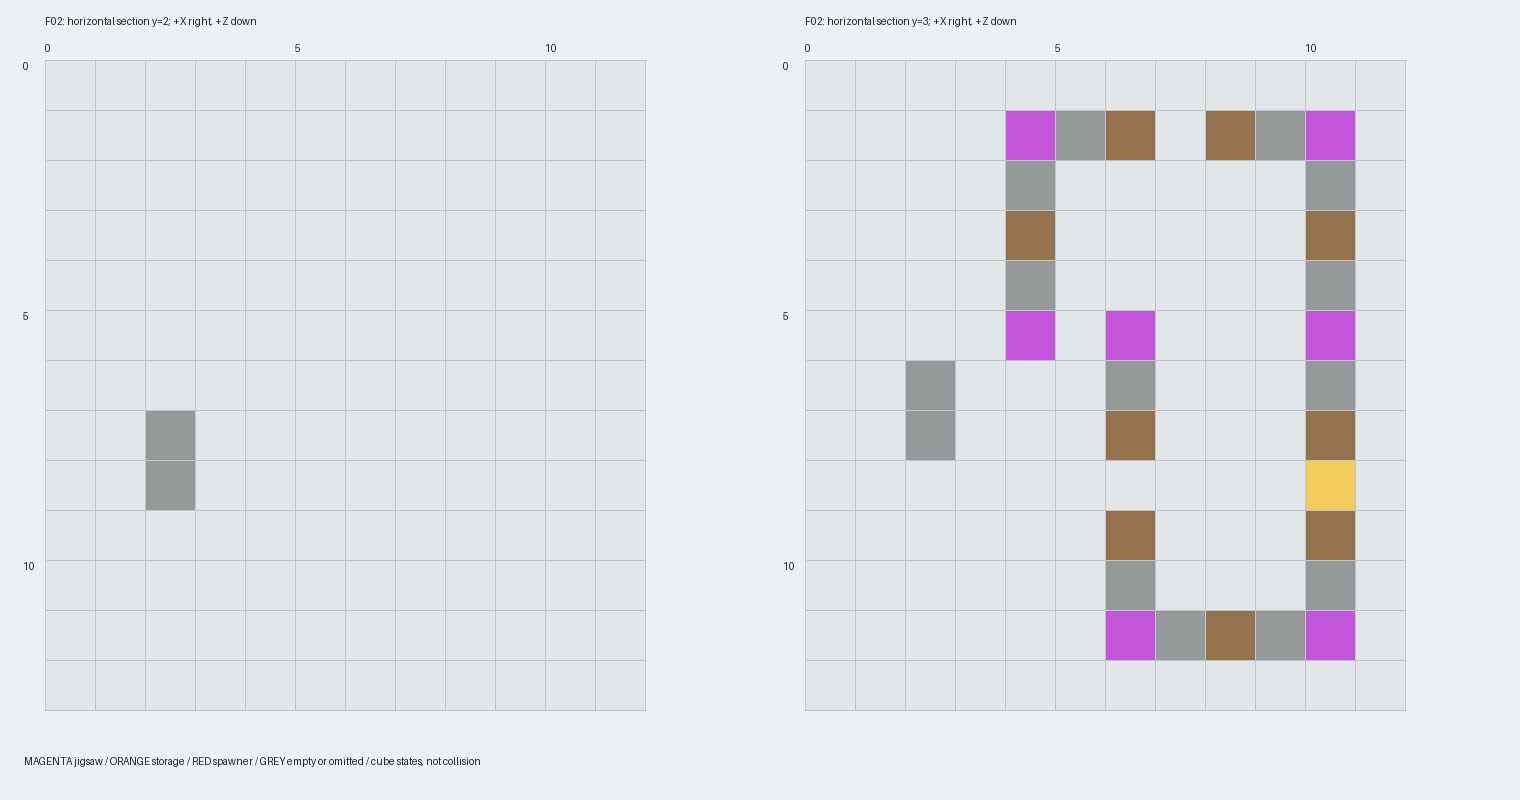 F02: horizontal section y=2; +X right, +Z down
F02: horizontal section y=3; +X right, +Z down
0 5 10
0 5 10
0
0
5
5
10
10
MAGENTA jigsaw / ORANGE storage / RED spawner / GREY empty or omitted / cube states, not collision